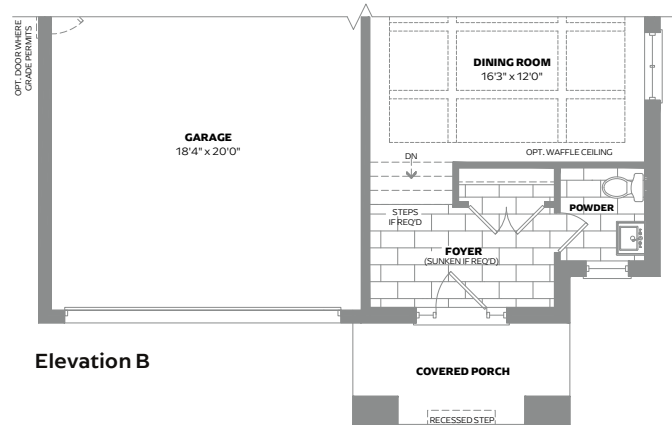 OPT. DOOR WHERE
GRADE PERMITS
DINING ROOM
16'3" x 12'0"
GARAGE
18'4" x 20'0"
OPT. WAFFLE CEILING
DN
POWDER
STEPS
IF REQ'D
FOYER
(SUNKEN IF REQ'D)
Elevation B
COVERED PORCH
RECESSED STEP